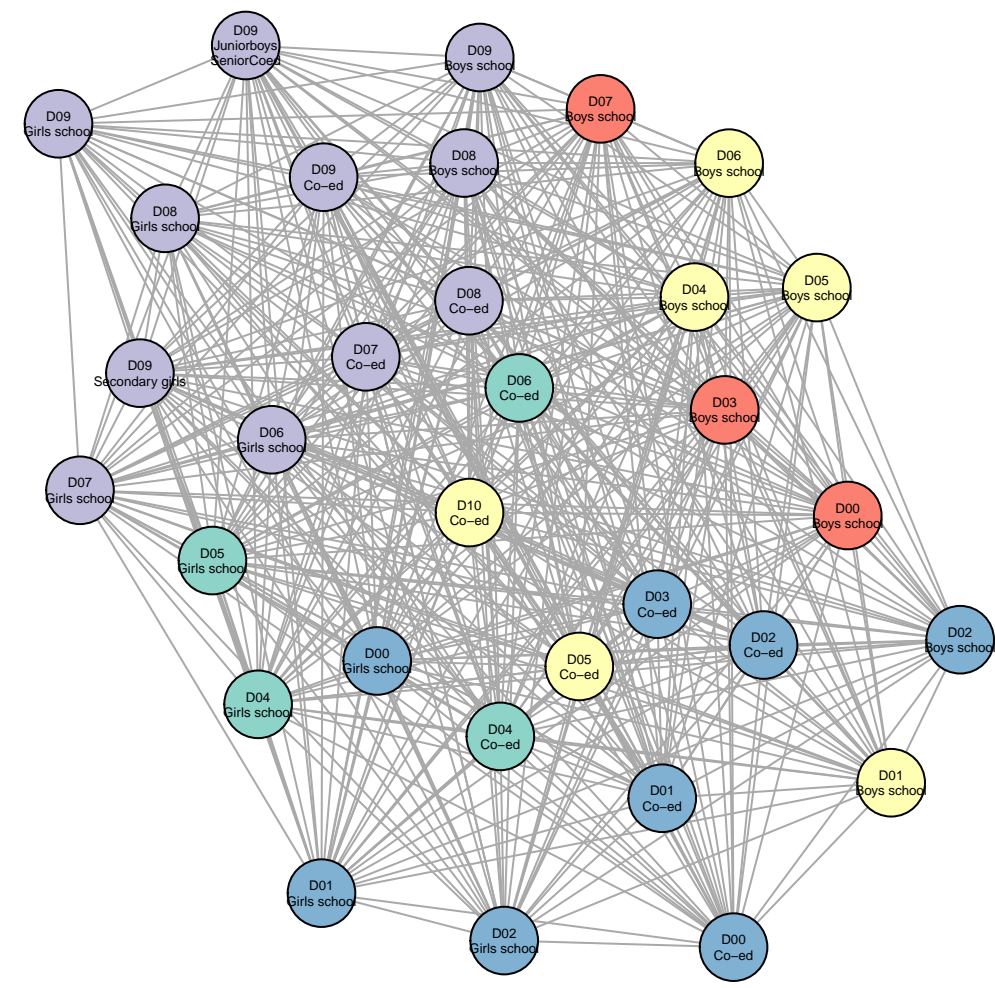 D09
Juniorboys
SeniorCoed
D09
Boys school
D07
Boys school
D09
Girls school
D06
Boys school
D08
Boys school
D09
Co−ed
D08
Girls school
D05
Boys school
D04
Boys school
D08
Co−ed
D07
Co−ed
D09
Secondary girls
D06
Co−ed
D03
Boys school
D06
Girls school
D07
Girls school
D10
Co−ed
D00
Boys school
D05
Girls school
D03
Co−ed
D02
Boys school
D02
Co−ed
D00
Girls school
D05
Co−ed
D04
Girls school
D04
Co−ed
D01
Boys school
D01
Co−ed
D01
Girls school
D02
Girls school
D00
Co−ed